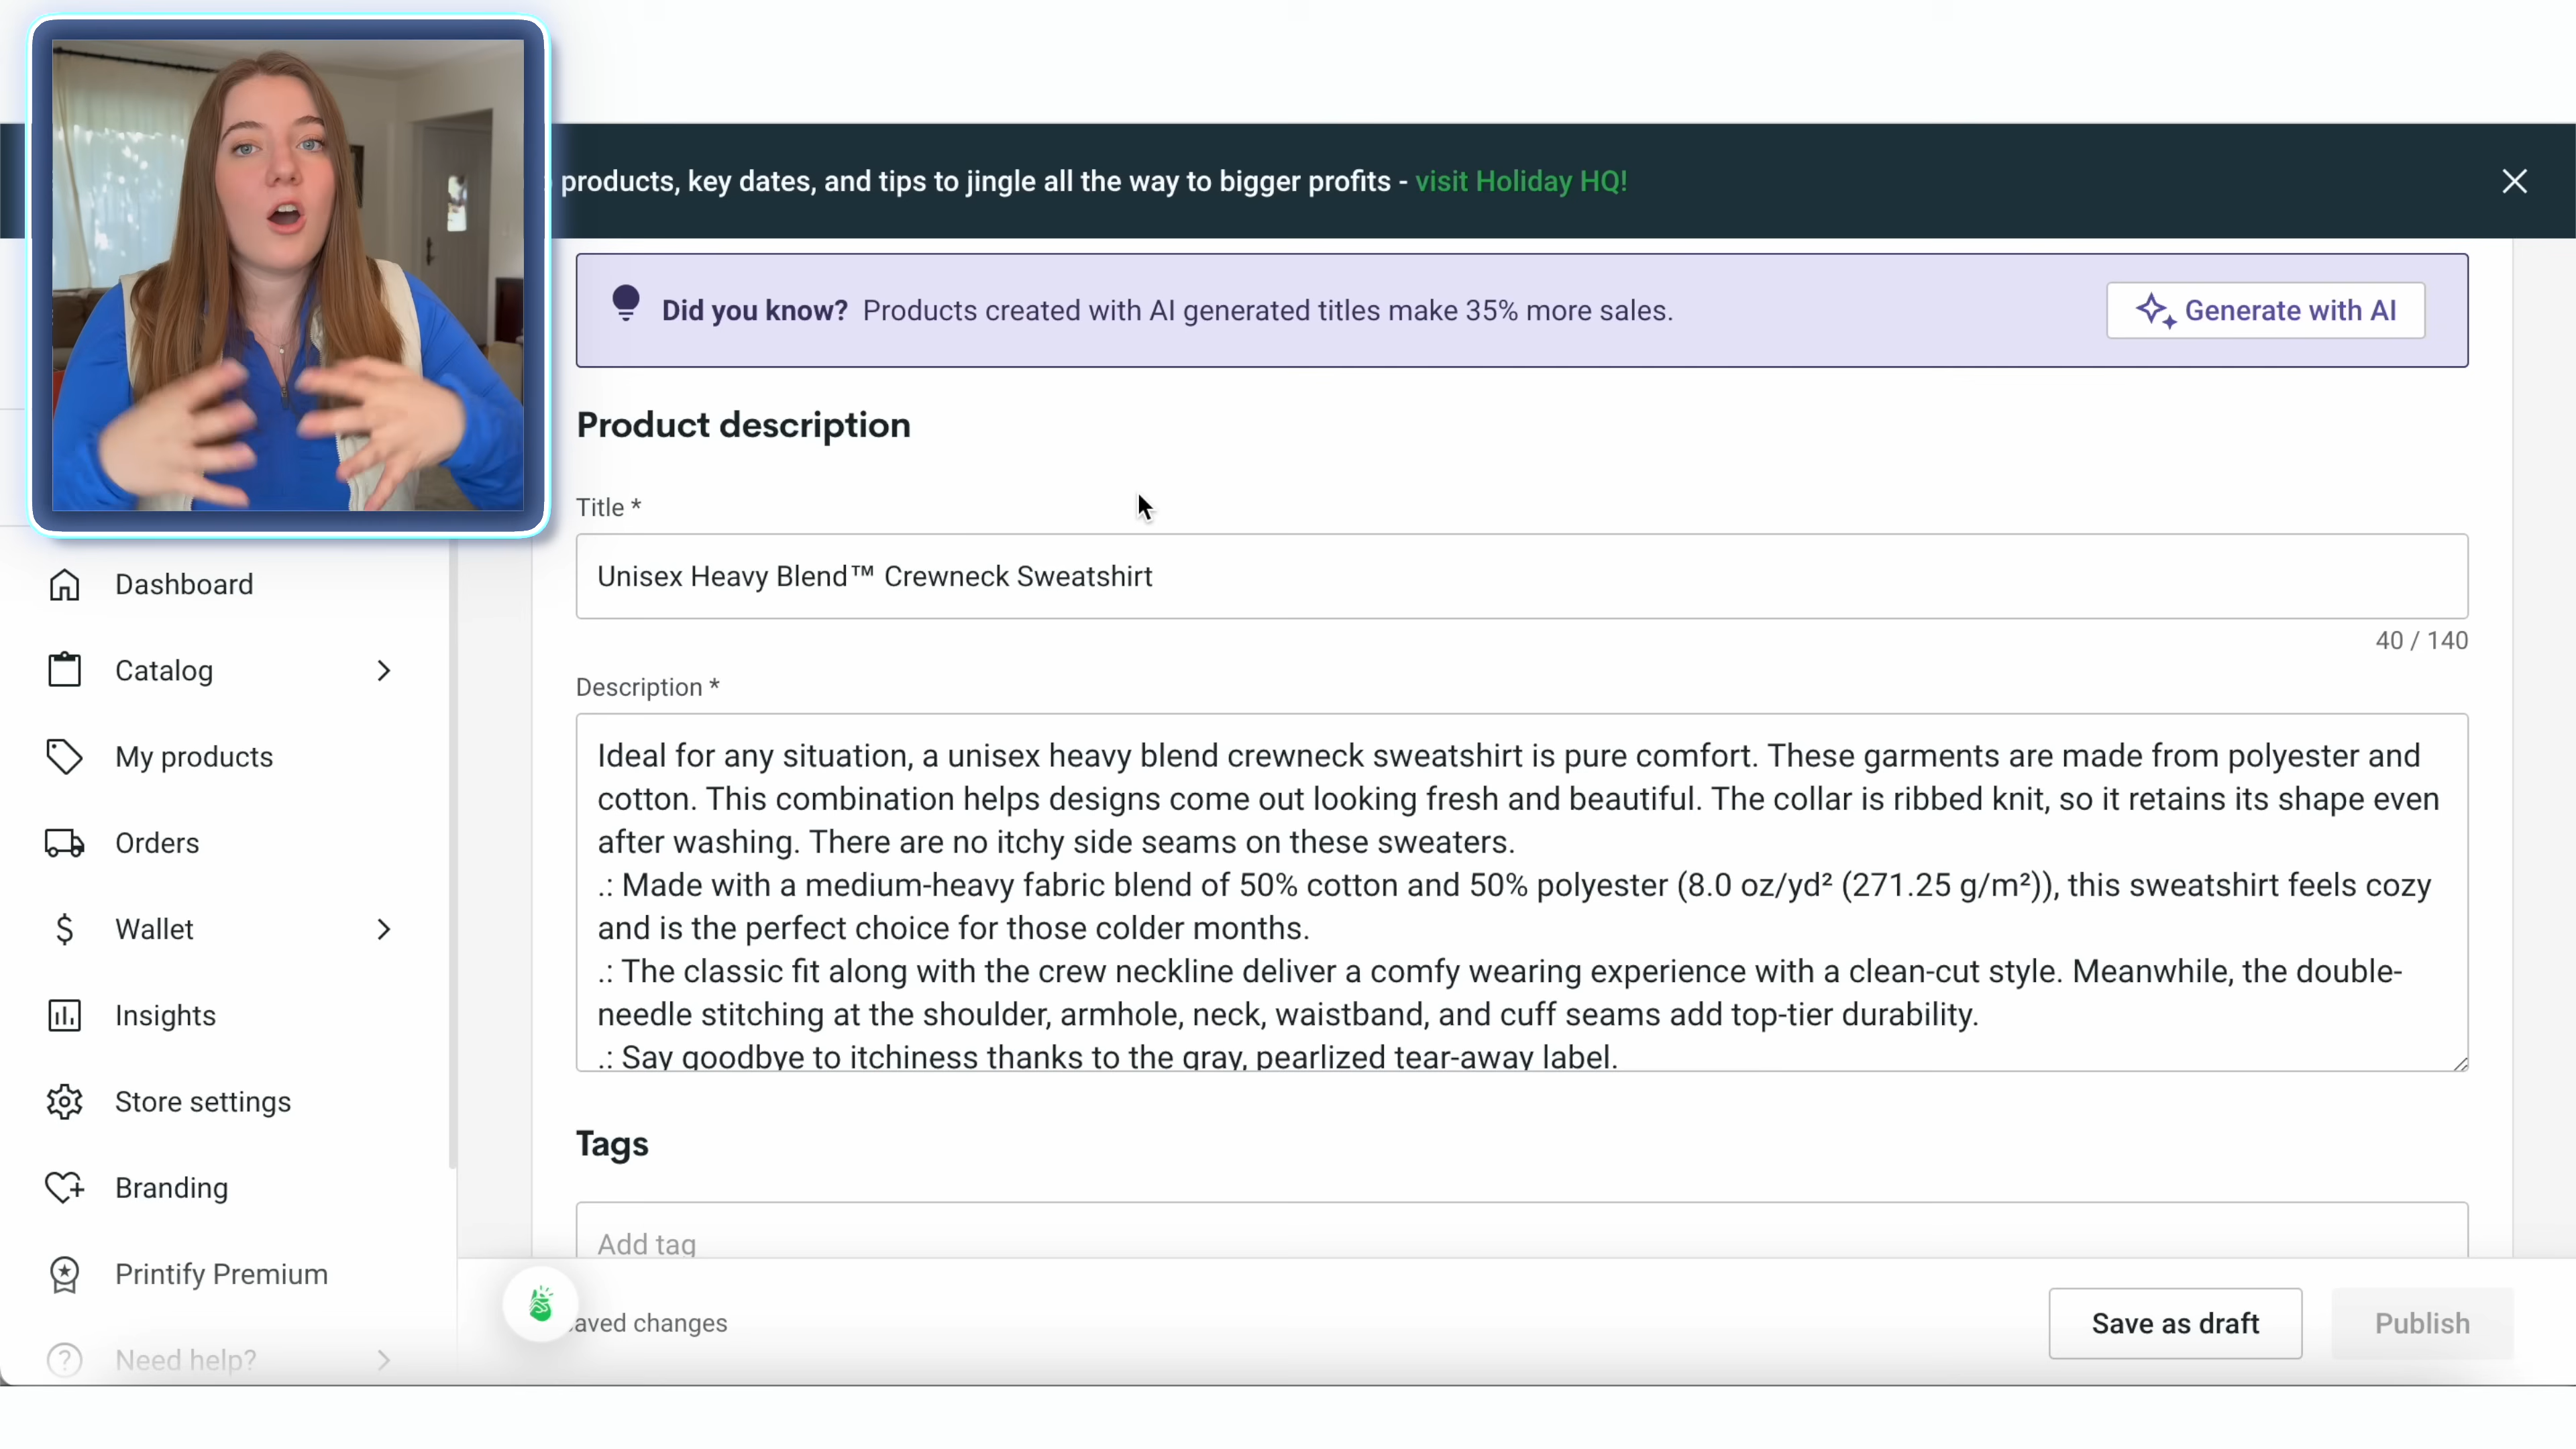 products, key dates, and tips to jingle all the way to bigger profits - visit Holiday HQ!
Did you know? Products created with AI generated titles make 35% more sales.
Generate with AI
Product description
Title *
Unisex Heavy Blend™ Crewneck Sweatshirt
40 / 140
Description *
Ideal for any situation, a unisex heavy blend crewneck sweatshirt is pure comfort. These garments are made from polyester and
cotton. This combination helps designs come out looking fresh and beautiful. The collar is ribbed knit, so it retains its shape even
after washing. There are no itchy side seams on these sweaters.
.: Made with a medium-heavy fabric blend of 50% cotton and 50% polyester (8.0 oz/yd² (271.25 g/m²)), this sweatshirt feels cozy
and is the perfect choice for those colder months.
.: The classic fit along with the crew neckline deliver a comfy wearing experience with a clean-cut style. Meanwhile, the double-
needle stitching at the shoulder, armhole, neck, waistband, and cuff seams add top-tier durability.
.: Say goodbye to itchiness thanks to the gray, pearlized tear-away label.
Tags
Add tag
Dashboard
Catalog
My products
Orders
Wallet
Insights
Store settings
Branding
Printify Premium
Need help?
aved changes
Save as draft
Publish